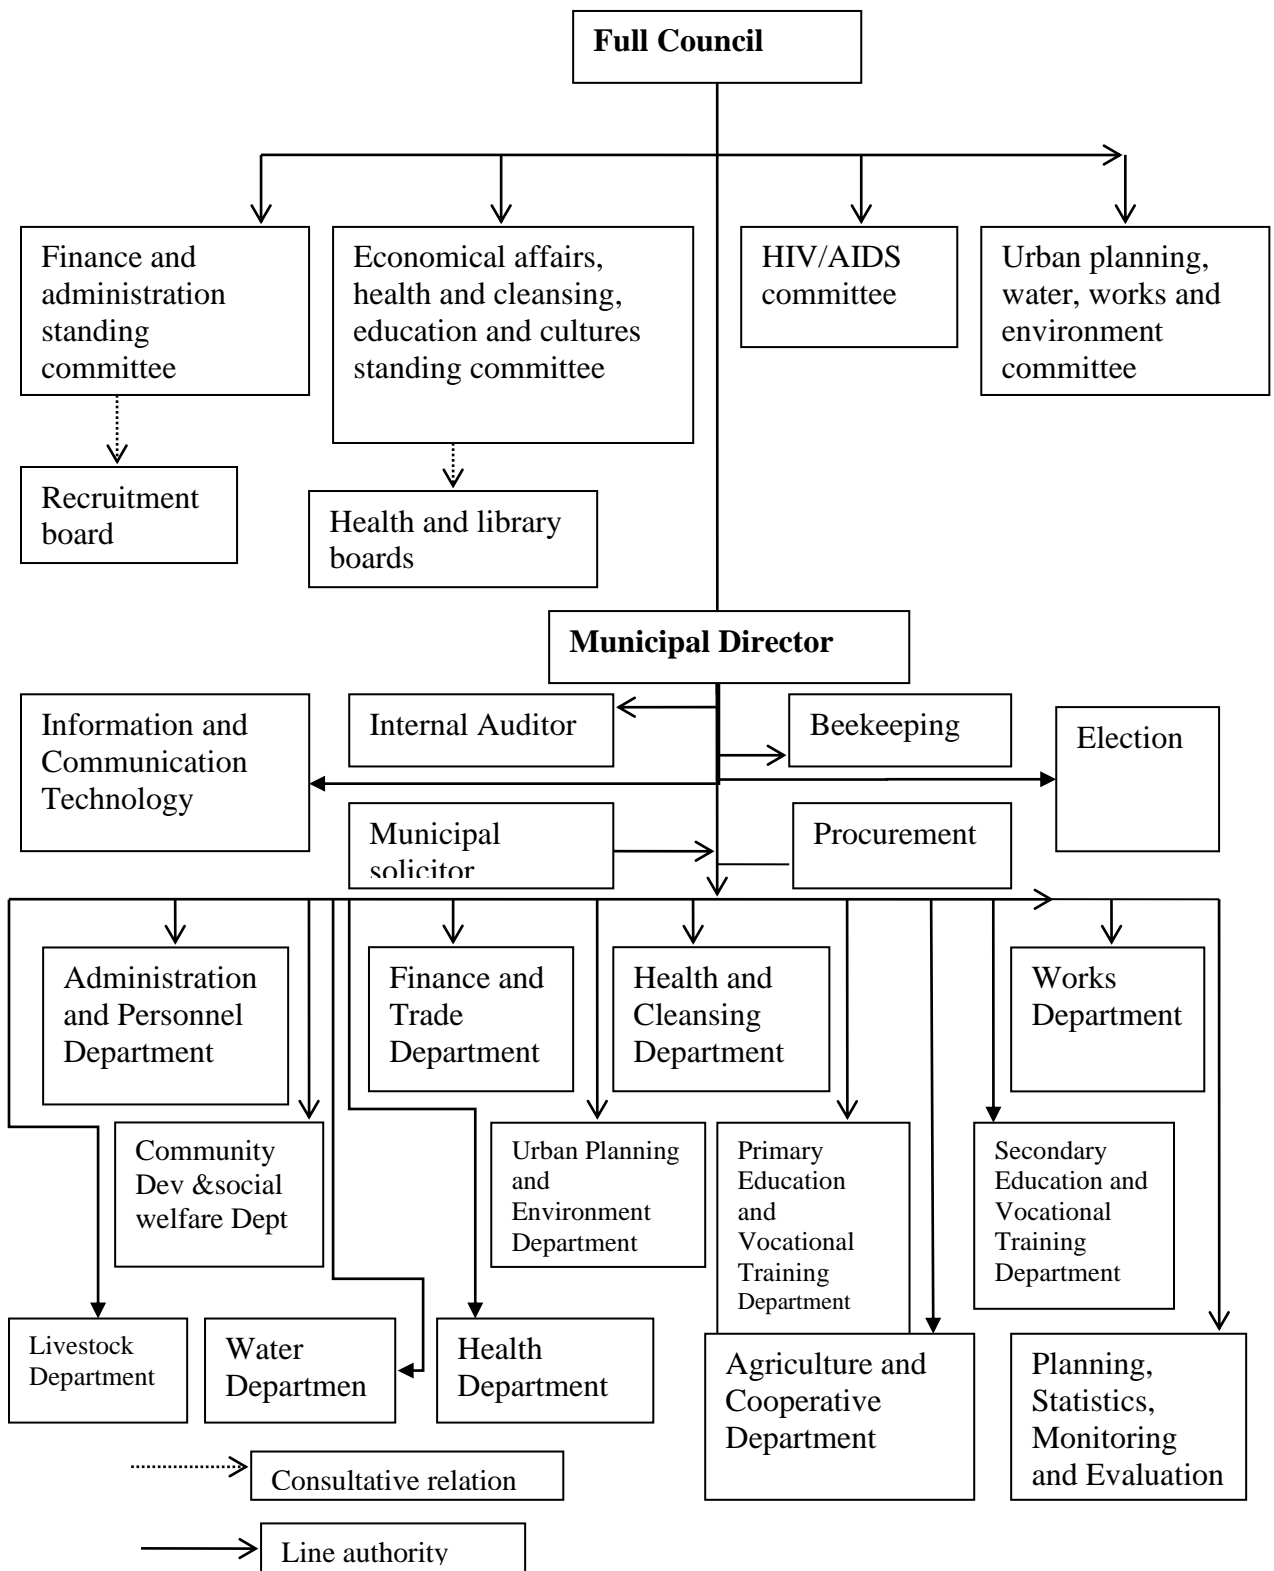 Full Council
Finance and
administration
standing
committee
Economical affairs,
health and cleansing,
education and cultures
standing committee
HIV/AIDS
committee
Urban planning,
water, works and
environment
committee
Recruitment
board
Health and library
boards
Municipal Director
Information and
Communication
Technology
Internal Auditor
Beekeeping
Election
Municipal
solicitor
Procurement
Administration
and Personnel
Department
Finance and
Trade
Department
Health and
Cleansing
Department
Works
Department
Community
Dev &social
welfare Dept
Urban Planning
and
Environment
Department
Primary
Education
and
Vocational
Training
Department
Secondary
Education and
Vocational
Training
Department
Livestock
Department
Water
Departmen
Health
Department
Agriculture and
Cooperative
Department
Planning,
Statistics,
Monitoring
and Evaluation
Consultative relation
Line authority